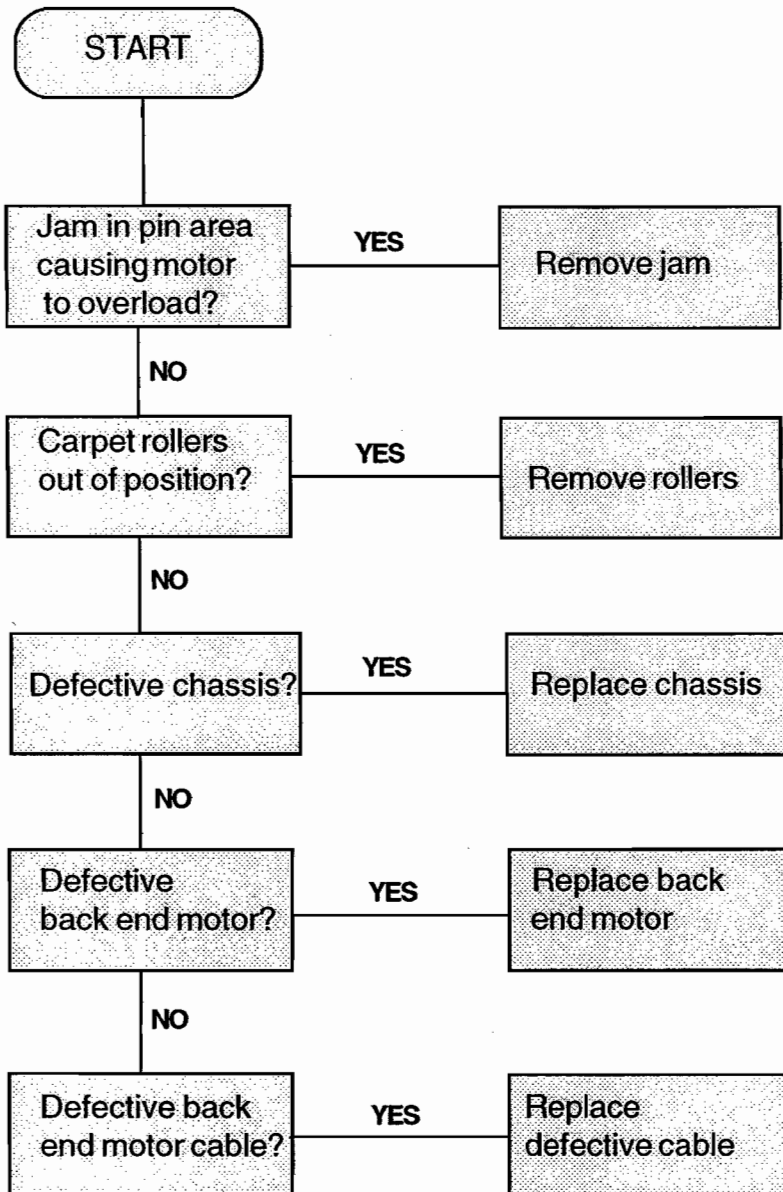 START
Jam in pin area
causing motor
to overload?
YES
Remove jam
NO
Carpet rollers
out of position?
YES
Remove rollers
NO
Defective chassis?
YES
Replace chassis
NO
Defective
back end motor?
YES
Replace back
end motor
NO
Defective back
end motor cable?
YES
Replace
defective cable